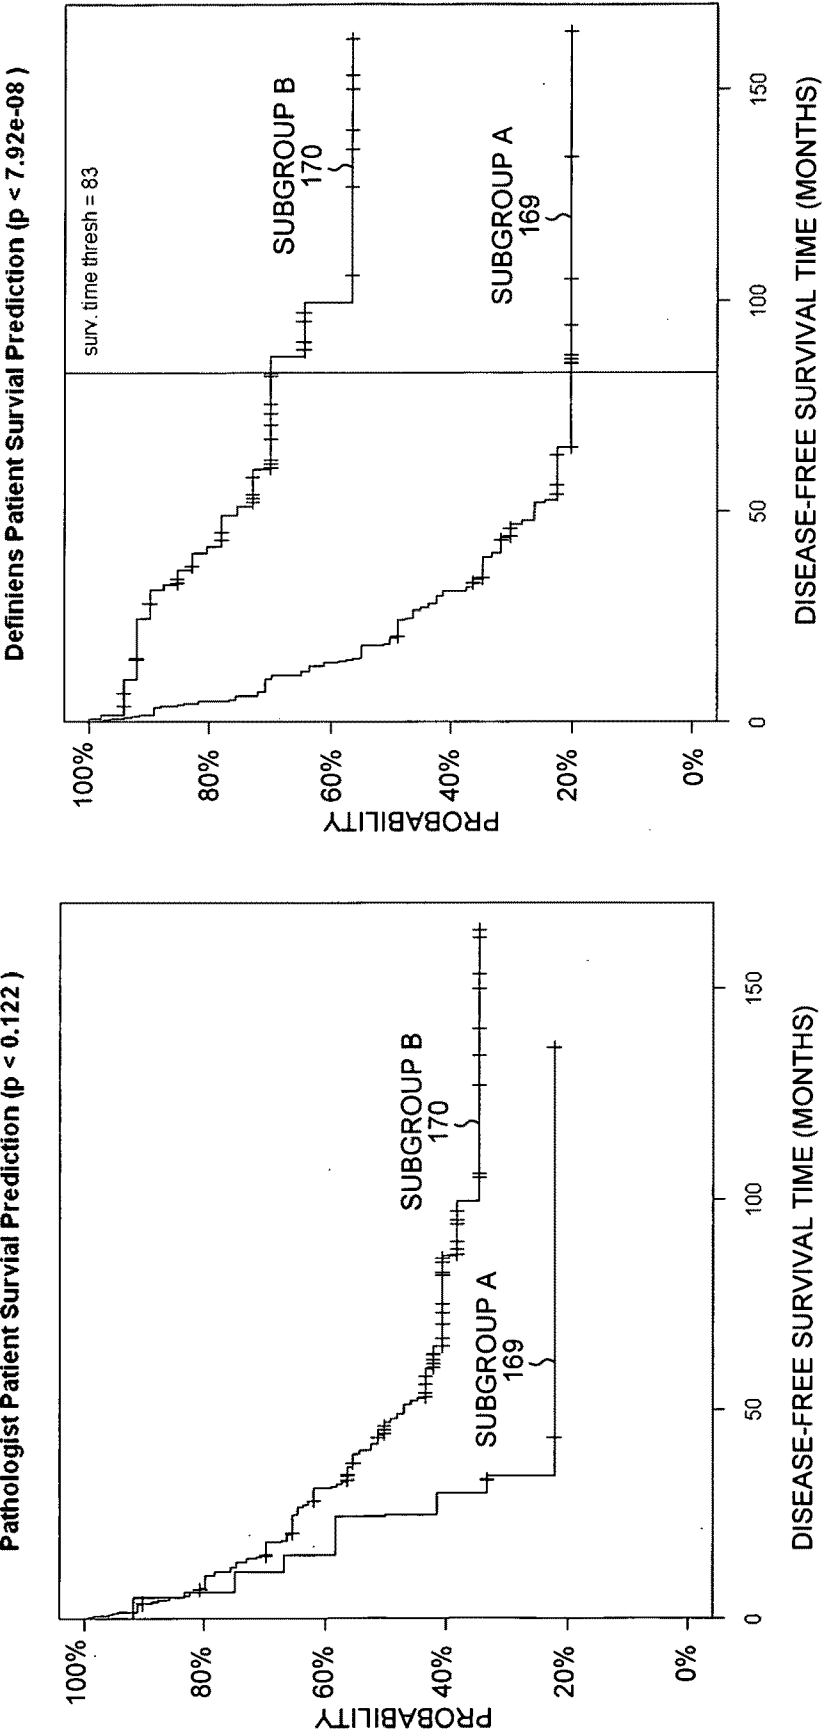 Pathologist Patient Survial Prediction (p < 0.122 )
100%
80%
60%
40%
20%
0%
PROBABILITY
SUBGROUP B
170
SUBGROUP A
169
0
50
100
150
DISEASE-FREE SURVIVAL TIME (MONTHS)
Definiens Patient Survial Prediction (p < 7.92e-08 )
surv. time thresh = 83
100%
80%
60%
40%
20%
0%
PROBABILITY
SUBGROUP B
170
SUBGROUP A
169
0
50
100
150
DISEASE-FREE SURVIVAL TIME (MONTHS)